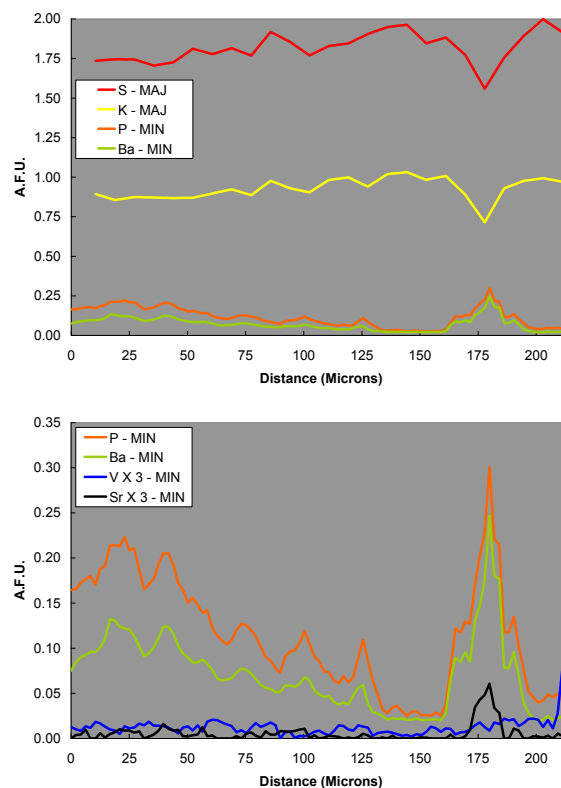 2.00
1.75
1.50
1.25
1.00
0.75
0.50
0.25
0.00
A.F.U.
S - MAJ
K - MAJ
P - MIN
Ba - MIN
0 25 50 75 100 125 150 175 200
Distance (Microns)
0.35
0.30
0.25
0.20
0.15
0.10
0.05
0.00
A.F.U.
P - MIN
Ba - MIN
V X 3 - MIN
Sr X 3 - MIN
0 25 50 75 100 125 150 175 200
Distance (Microns)